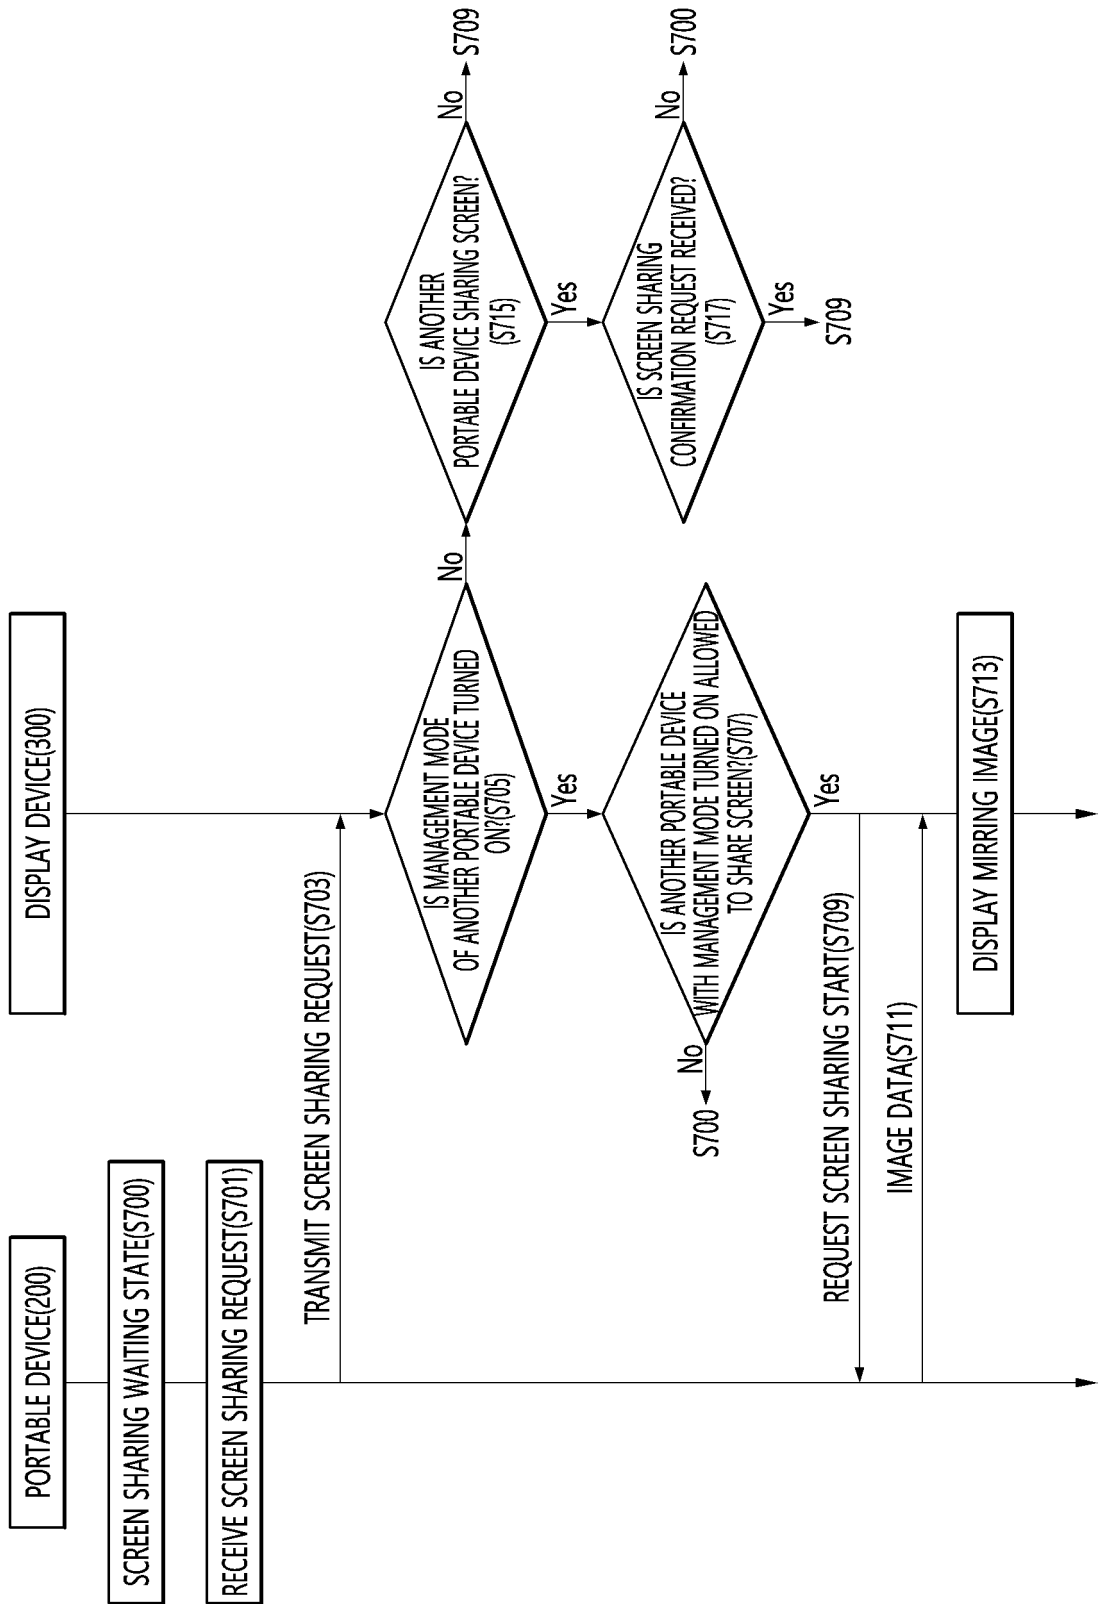 PORTABLE DEVICE(200)
DISPLAY DEVICE(300)
SCREEN SHARING WAITING STATE(S700)
RECEIVE SCREEN SHARING REQUEST(S701)
TRANSMIT SCREEN SHARING REQUEST(S703)
IS MANAGEMENT MODE
OF ANOTHER PORTABLE DEVICE TURNED
ON?(S705)
No
IS ANOTHER
PORTABLE DEVICE SHARING SCREEN?
(S715)
No
S709
Yes
Yes
IS ANOTHER PORTABLE DEVICE
WITH MANAGEMENT MODE TURNED ON ALLOWED
TO SHARE SCREEN?(S707)
No
S700
IS SCREEN SHARING
CONFIRMATION REQUEST RECEIVED?
(S717)
No
S700
Yes
S709
Yes
REQUEST SCREEN SHARING START(S709)
IMAGE DATA(S711)
DISPLAY MIRRING IMAGE(S713)